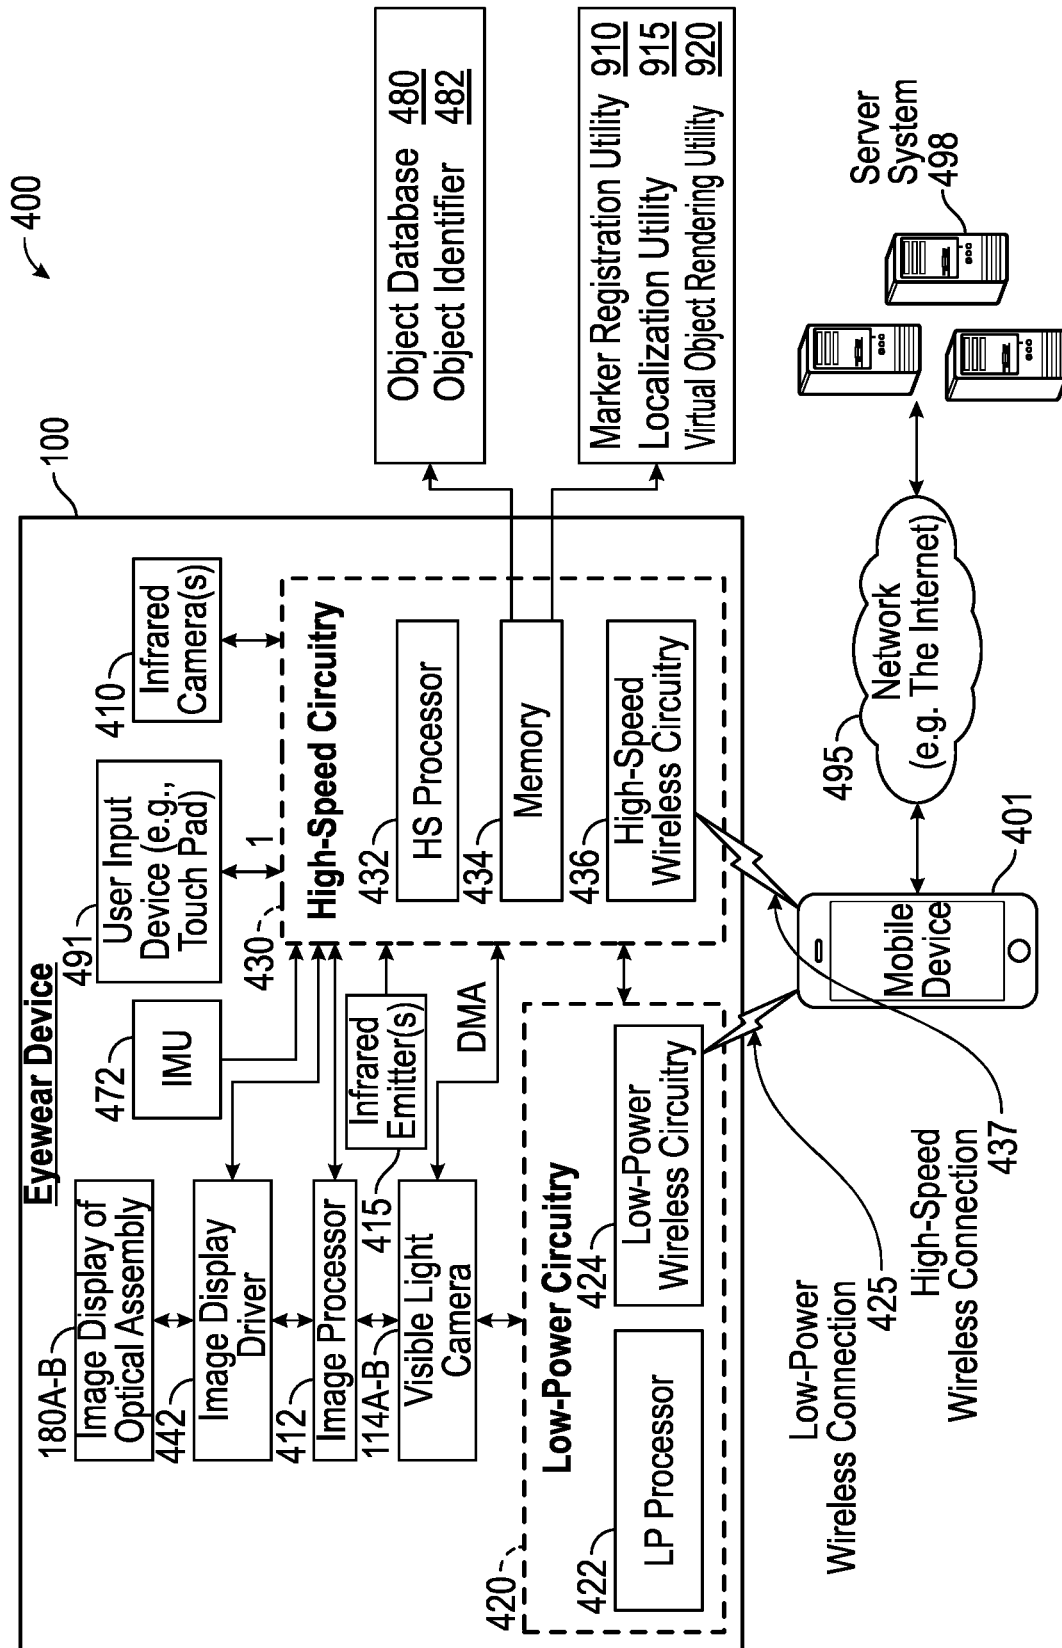 400
Eyewear Device
100
180A-B
Image Display of
Optical Assembly
442
Image Display
Driver
412
Image Processor
114A-B
Visible Light
Camera
472
IMU
491
User Input
Device (e.g.,
Touch Pad)
410
Infrared
Camera(s)
1
415
Infrared
Emitter(s)
DMA
430
High-Speed Circuitry
432
HS Processor
434
Memory
436
High-Speed
Wireless Circuitry
420
Low-Power Circuitry
422
LP Processor
424
Low-Power
Wireless Circuitry
Object Database 480
Object Identifier 482
Marker Registration Utility 910
Localization Utility 915
Virtual Object Rendering Utility 920
Low-Power
Wireless Connection
425
High-Speed
Wireless Connection
437
Mobile
Device
401
495
Network
(e.g. The Internet)
Server
System
498